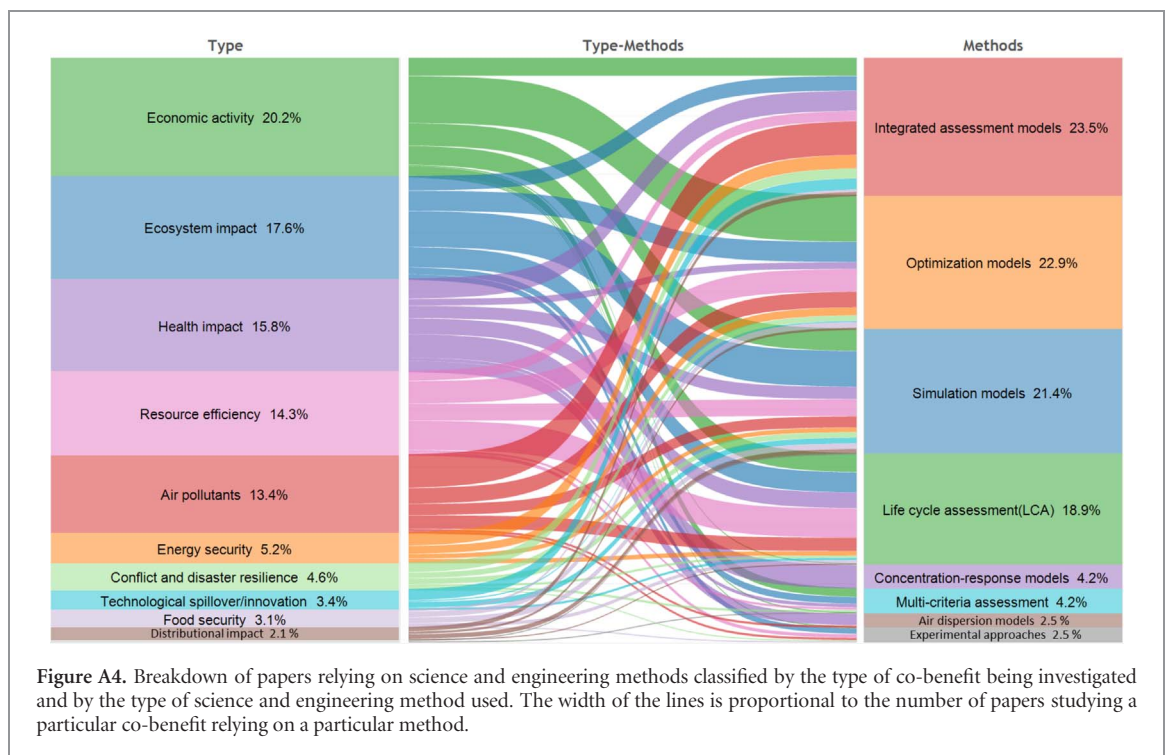 Type
Type-Methods
Methods
Economic activity 20.2%
Ecosystem impact 17.6%
Health impact 15.8%
Resource efficiency 14.3%
Air pollutants 13.4%
Energy security 5.2%
Conflict and disaster resilience 4.6%
Technological spillover/innovation 3.4%
Food security 3.1%
Distributional impact 2.1 %
Integrated assessment models 23.5%
Optimization models 22.9%
Simulation models 21.4%
Life cycle assessment(LCA) 18.9%
Concentration-response models 4.2%
Multi-criteria assessment 4.2%
Air dispersion models 2.5 %
Experimental approaches 2.5 %
Figure A4. Breakdown of papers relying on science and engineering methods classified by the type of co-benefit being investigated
and by the type of science and engineering method used. The width of the lines is proportional to the number of papers studying a
particular co-benefit relying on a particular method.